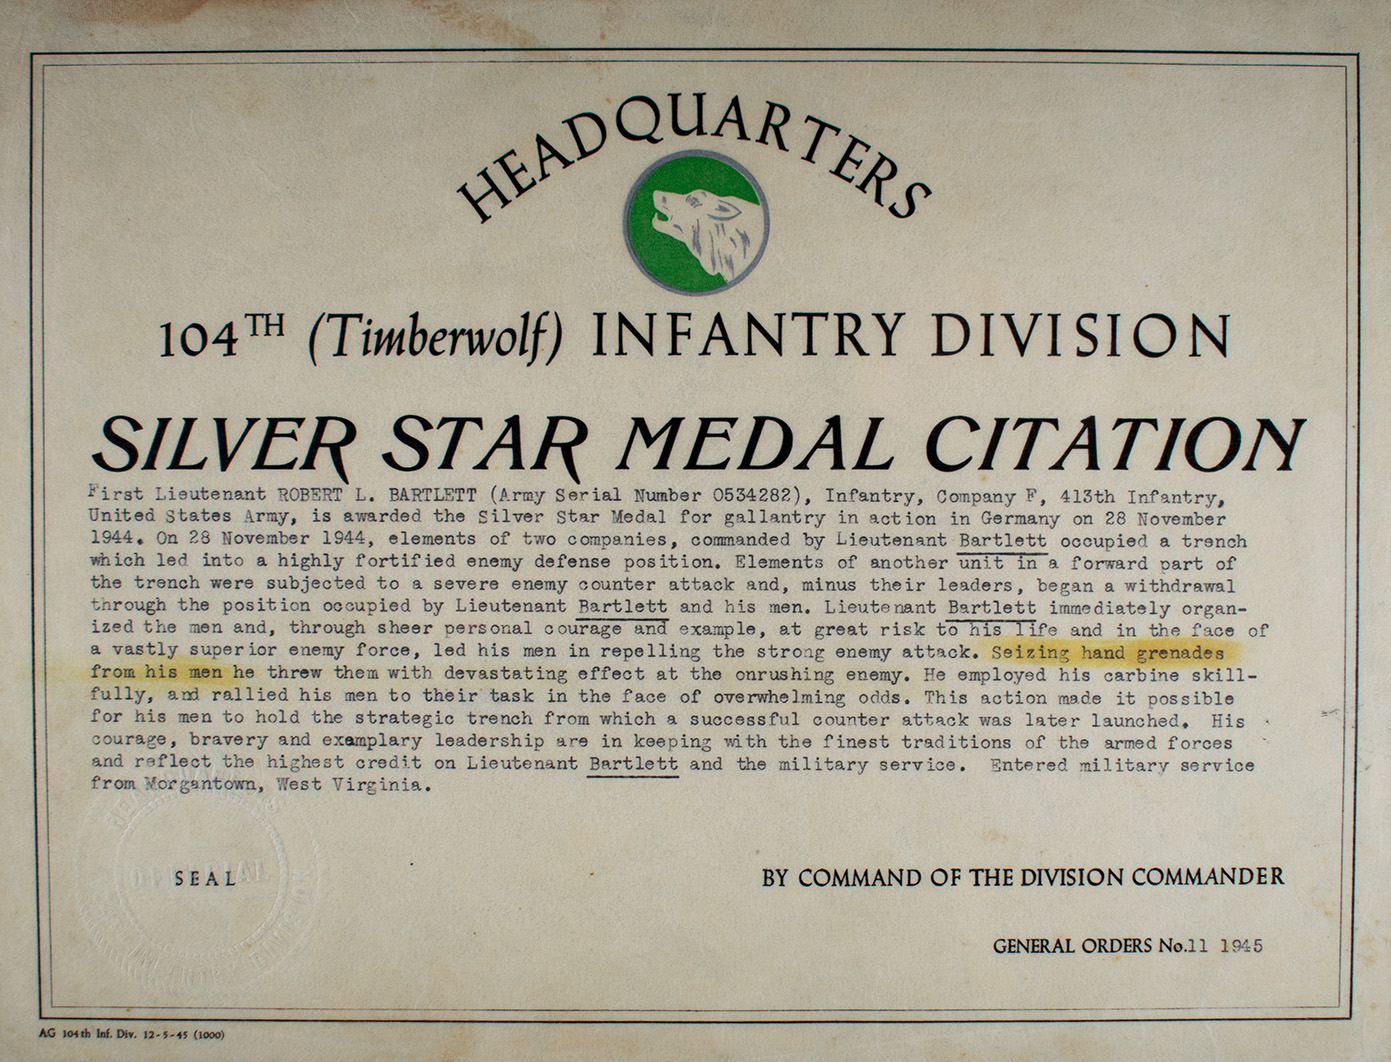 HEADQUARTERS
104TH (Timberwolf) INFANTRY DIVISION
SILVER STAR MEDAL CITATION
First Lieutenant ROBERT L. BARTLETT (Army Serial Number 0534282), Infantry, Company F, 413th Infantry,
United States Army, is awarded the Silver Star Medal for gallantry in action in Germany on 28 November
1944. On 28 November 1944, elements of two companies, commanded by Lieutenant Bartlett occupied a trench
which led into a highly fortified enemy defense position. Elements of another unit in a forward part of
the trench were subjected to a severe enemy counter attack and, minus their leaders, began a withdrawal
through the position occupied by Lieutenant Bartlett and his men. Lieutenant Bartlett immediately organ-
ized the men and, through sheer personal courage and example, at great risk to his life and in the face of
a vastly superior enemy force, led his men in repelling the strong enemy attack. Seizing hand grenades
from his men he threw them with devastating effect at the onrushing enemy. He employed his carbine skill-
fully, and rallied his men to their task in the face of overwhelming odds. This action made it possible
for his men to hold the strategic trench from which a successful counter attack was later launched. His
courage, bravery and examplary leadership are in keeping with the finest traditions of the armed forces
and reflect the highest credit on Lieutenant Bartlett and the military service. Entered military service
from Morgantown, West Virginia.
SEAL
BY COMMAND OF THE DIVISION COMMANDER
GENERAL ORDERS No.11 1945
AG 104th Inf. Div. 12-5-45 (1000)